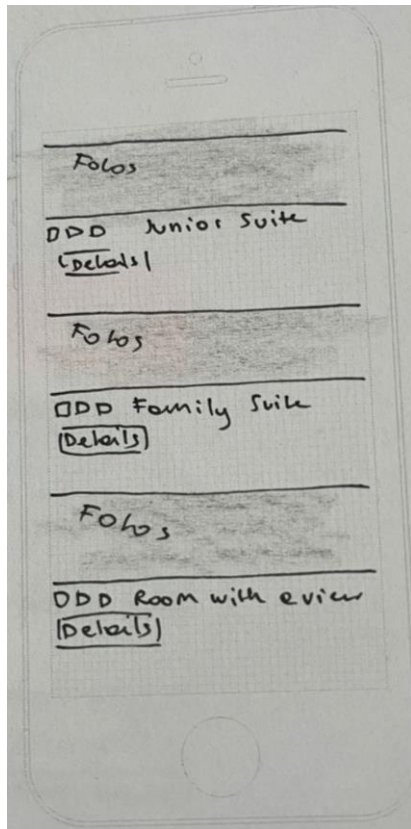 Fotos
DDD Junior Suite
Details
Fotos
DDD Family Suite
Details
Fotos
DDD Room with a view
Details